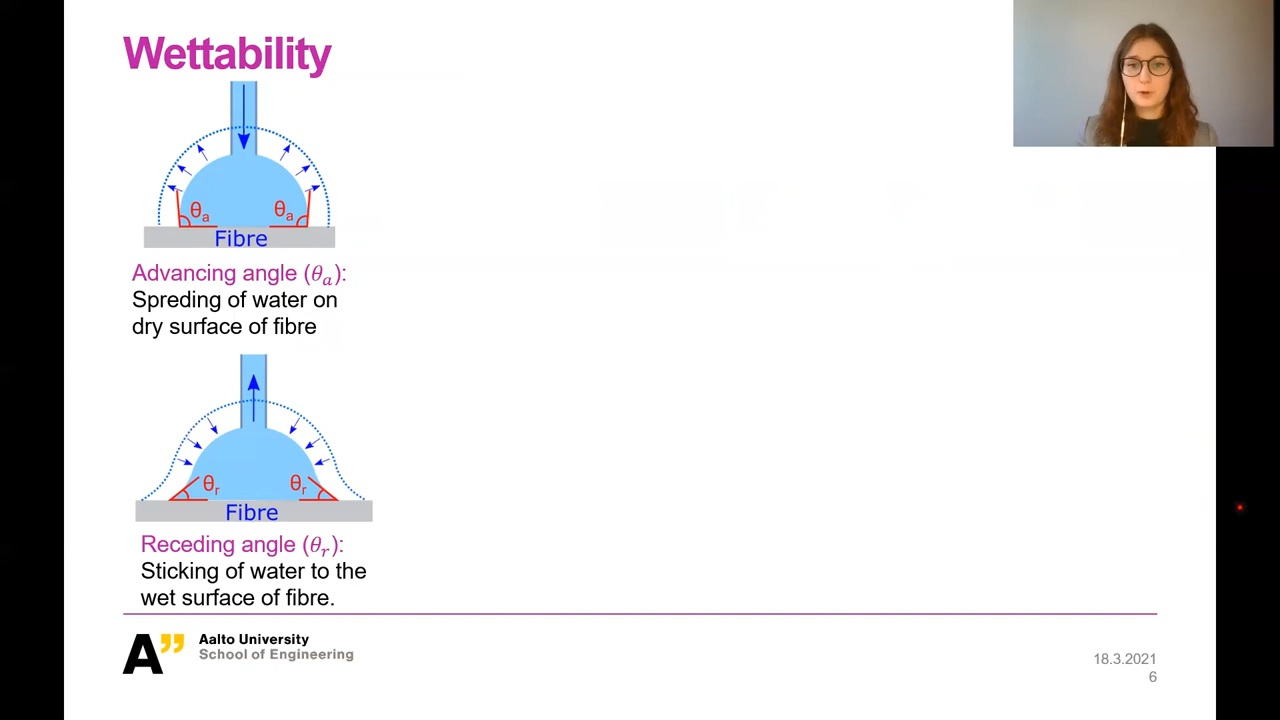 Wettability
θa
θa
Fibre
Advancing angle (θa):
Spreding of water on
dry surface of fibre
θr
θr
Fibre
Receding angle (θr):
Sticking of water to the
wet surface of fibre.
A”
Aalto University
School of Engineering
18.3.2021
6